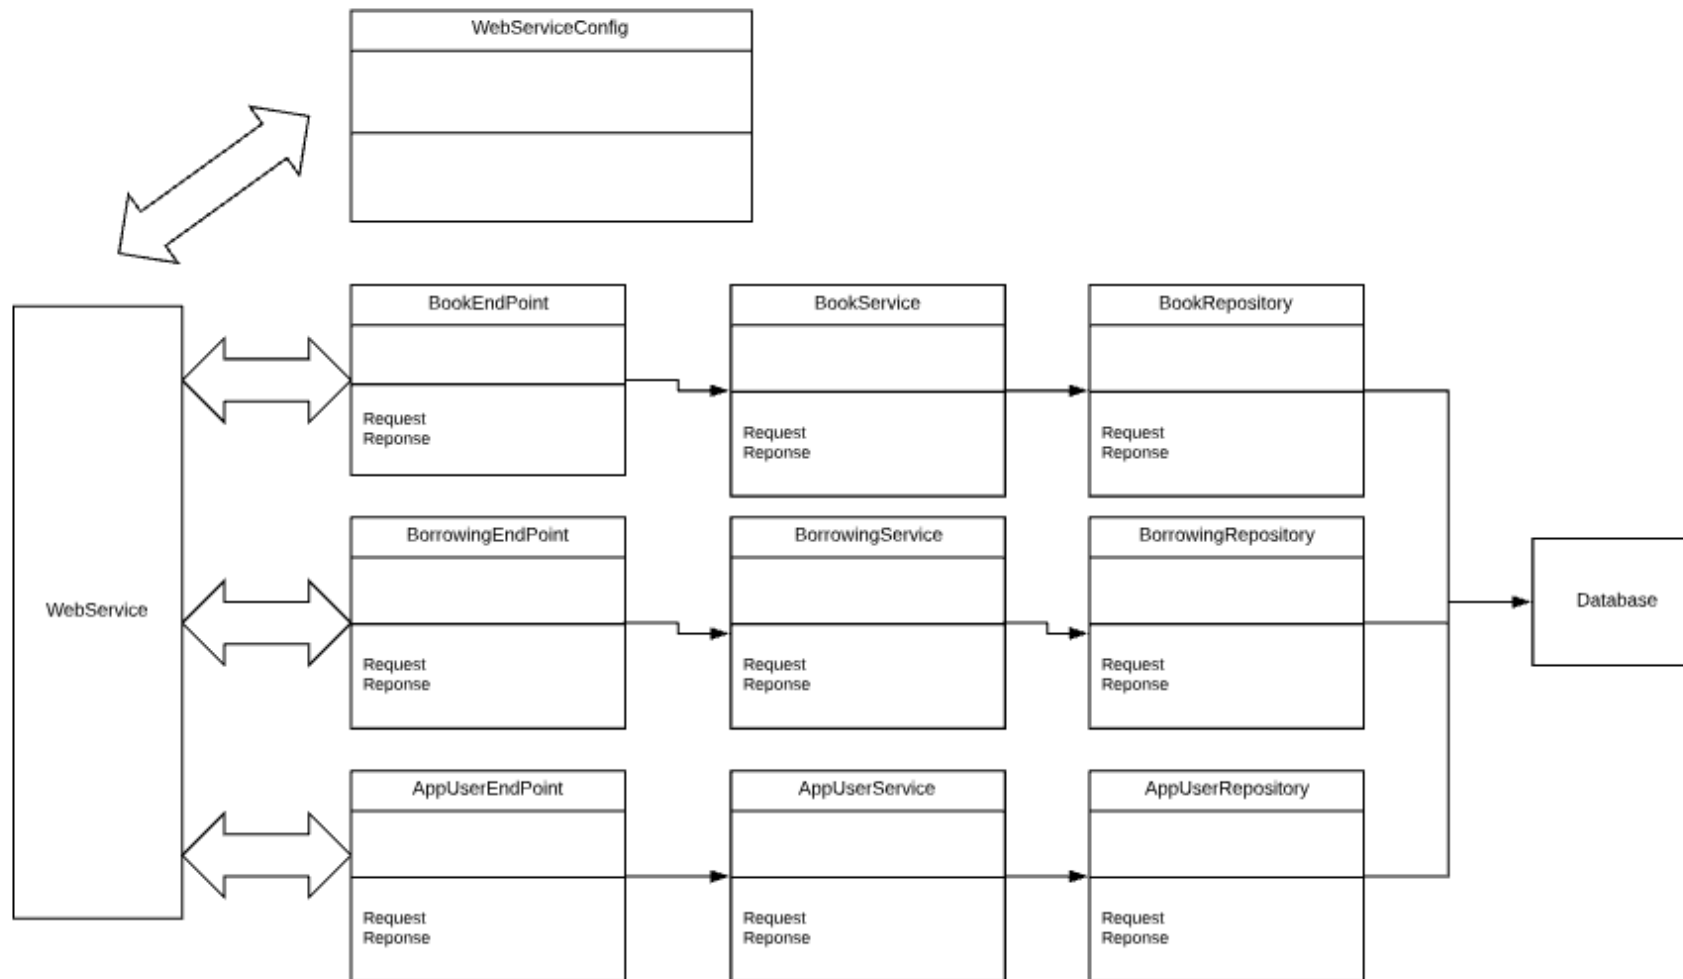 WebServiceConfig
BookEndPoint
BookService
BookRepository
Request
Reponse
Request
Reponse
Request
Reponse
BorrowingEndPoint
BorrowingService
BorrowingRepository
WebService
Database
Request
Reponse
Request
Reponse
Request
Reponse
AppUserEndPoint
AppUserService
AppUserRepository
Request
Reponse
Request
Reponse
Request
Reponse